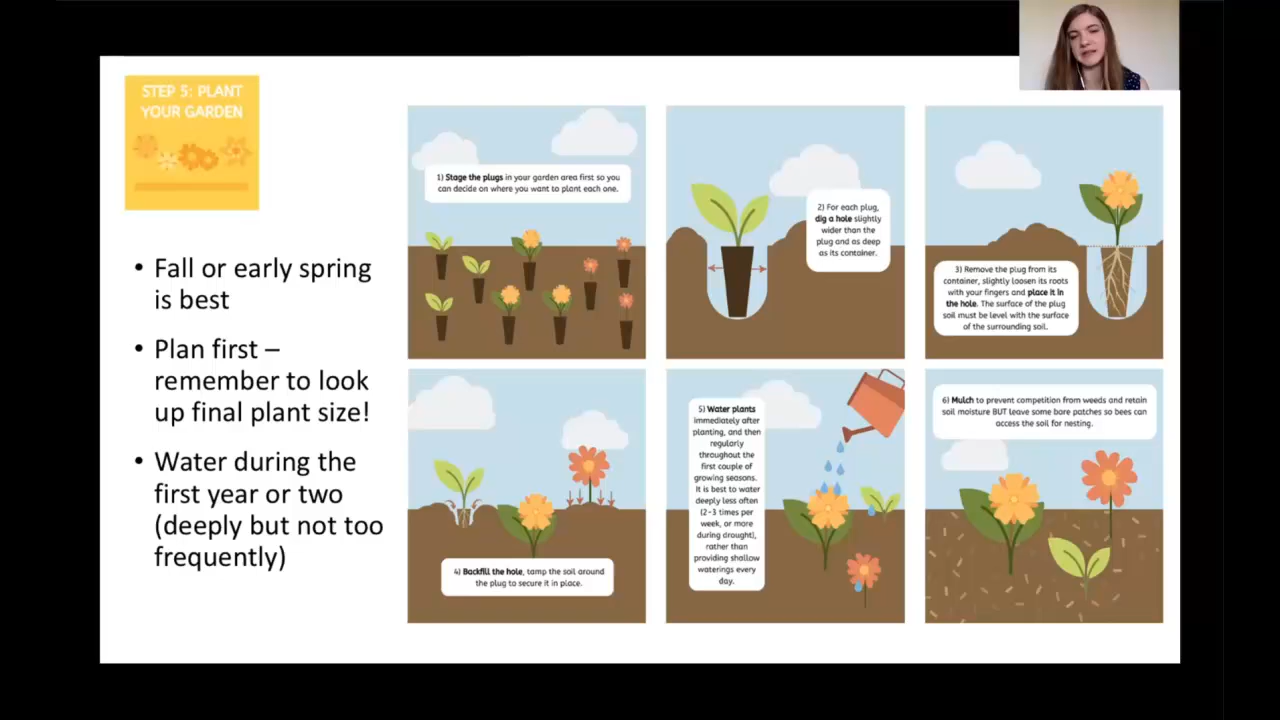 STEP 5: PLANT
YOUR GARDEN
• Fall or early spring
is best
• Plan first –
remember to look
up final plant size!
• Water during the
first year or two
(deeply but not too
frequently)
1) Stage the plugs in your garden area first so you
can decide on where you want to plant each one.
2) For each plug,
dig a hole slightly
wider than the
plug and as deep
as its container.
3) Remove the plug from its
container, slightly loosen its roots
with your fingers and place it in
the hole. The surface of the plug
soil must be level with the surface
of the surrounding soil.
4) Backfill the hole, tamp the soil around
the plug to secure it in place.
5) Water plants
immediately after
planting, and then
regularly
throughout the
first couple of
growing seasons.
It is best to water
deeply less often
(2-3 times per
week, or more
during drought),
rather than
providing shallow
waterings every
day.
6) Mulch to prevent competition from weeds and retain
soil moisture BUT leave some bare patches so bees can
access the soil for nesting.